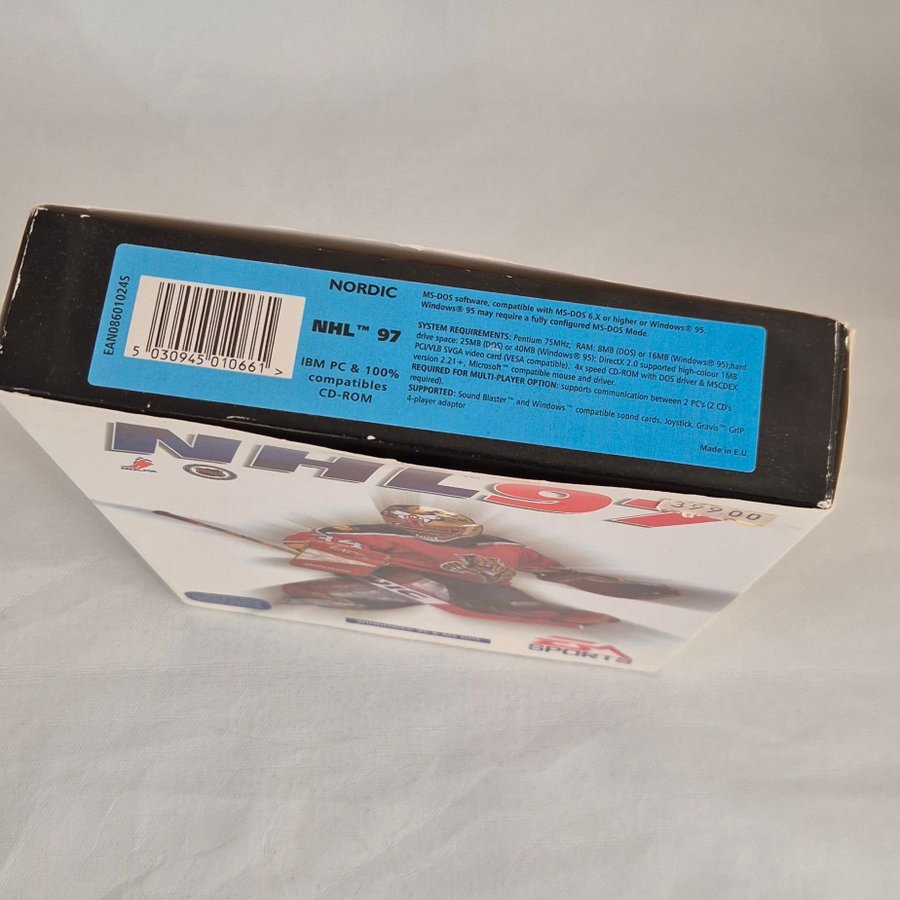 EAN08601024S
5 030945 010661 >
NORDIC
NHL™ 97
IBM PC & 100%
compatibles
CD-ROM
MS-DOS software, compatible with MS-DOS 6.X or higher or Windows® 95.
Windows® 95 may require a fully configured MS-DOS Mode.
SYSTEM REQUIREMENTS: Pentium 75MHz; RAM: 8MB (DOS) or 16MB (Windows® 95);hard
drive space: 25MB (DOS) or 40MB (Windows® 95); DirectX 2.0 supported high-colour 1MB
PCI/VLB SVGA video card (VESA compatible). 4x speed CD-ROM with DOS driver & MSCDEX
version 2.21+, Microsoft™ compatible mouse and driver.
REQUIRED FOR MULTI-PLAYER OPTION: supports communication between 2 PC's (2 CD's
required).
SUPPORTED: Sound Blaster™ and Windows™ compatible sound cards, Joystick, Gravis™ GrIP
4-player adaptor
Made in E.U.
NHL97
399.00
EA
SPORTS